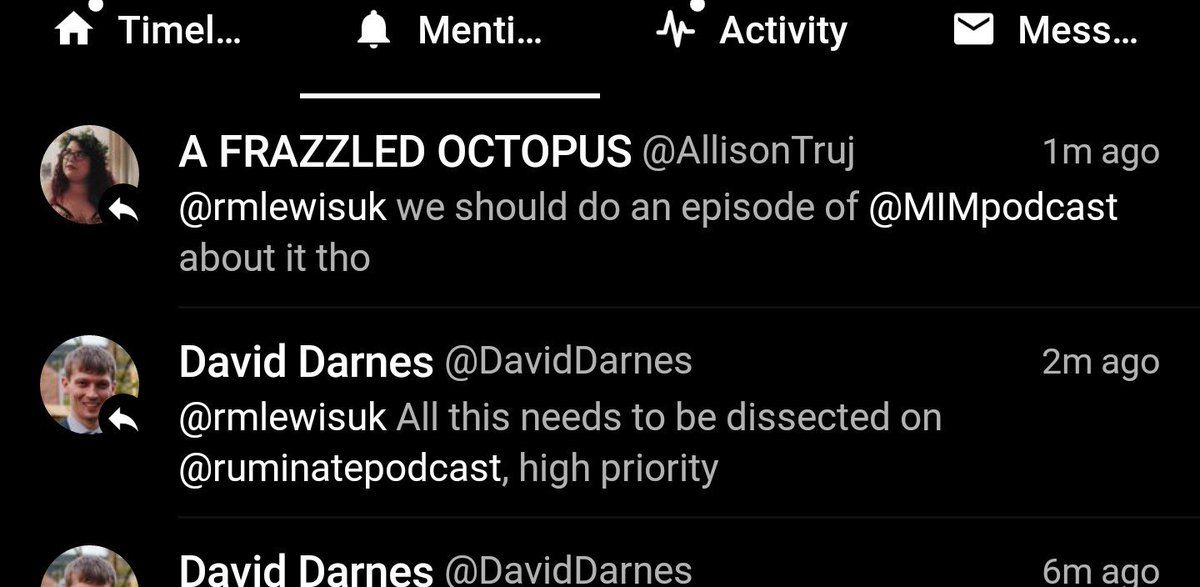 Timel... Menti... Activity Mess...
A FRAZZLED OCTOPUS @AllisonTruj 1m ago
@rmlewisuk we should do an episode of @MIMpodcast
about it tho
David Darnes @DavidDarnes 2m ago
@rmlewisuk All this needs to be dissected on
@ruminatepodcast, high priority
David Darnes @DavidDarnes 6m ago